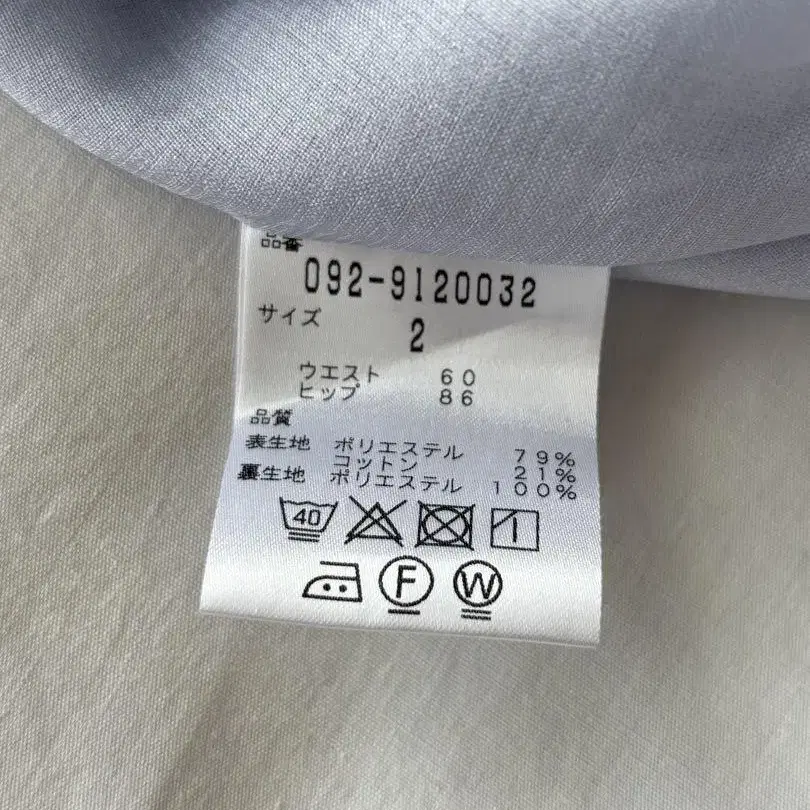 品番
092-9120032
サイズ
2
ウエスト 60
ヒップ 86
品質
表生地 ポリエステル 79%
コットン 21%
裏生地 ポリエステル 100%
40
F W